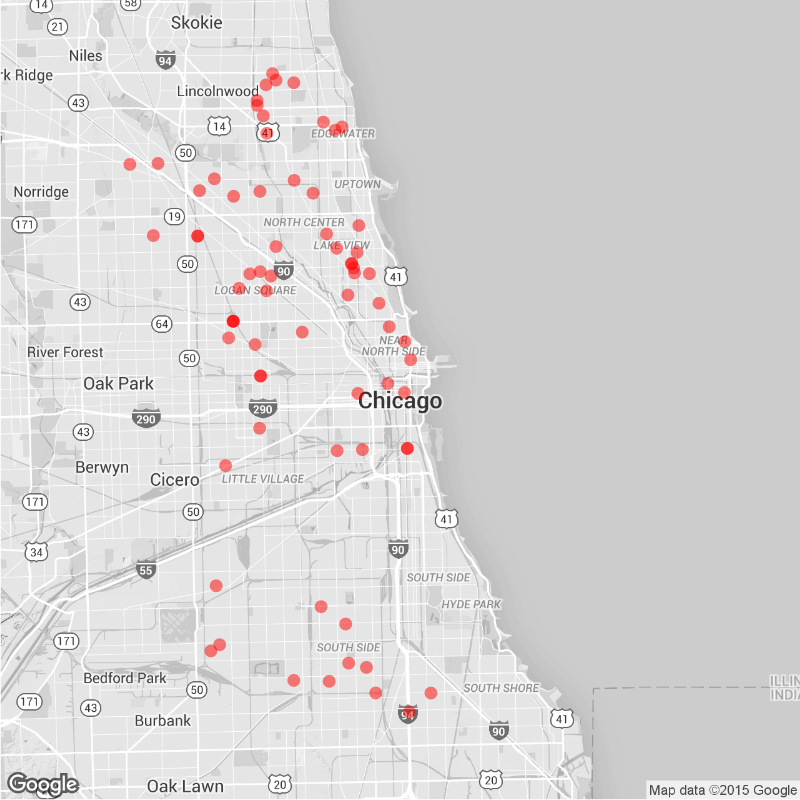 14
58
Skokie
21
Niles
94
rk Ridge
Lincolnwood
43
14
41
EDGEWATER
50
Norridge
UPTOWN
171
19
NORTH CENTER
LAKE VIEW
50
90
41
LOGAN SQUARE
43
64
NEAR
NORTH SIDE
River Forest
50
Oak Park
Chicago
290
290
43
Berwyn
Cicero
LITTLE VILLAGE
171
50
41
34
90
55
SOUTH SIDE
HYDE PARK
171
SOUTH SIDE
Bedford Park
50
SOUTH SHORE
ILLIN
INDIA
171
43
Burbank
94
41
90
Google
Oak Lawn
20
20
Map data ©2015 Google